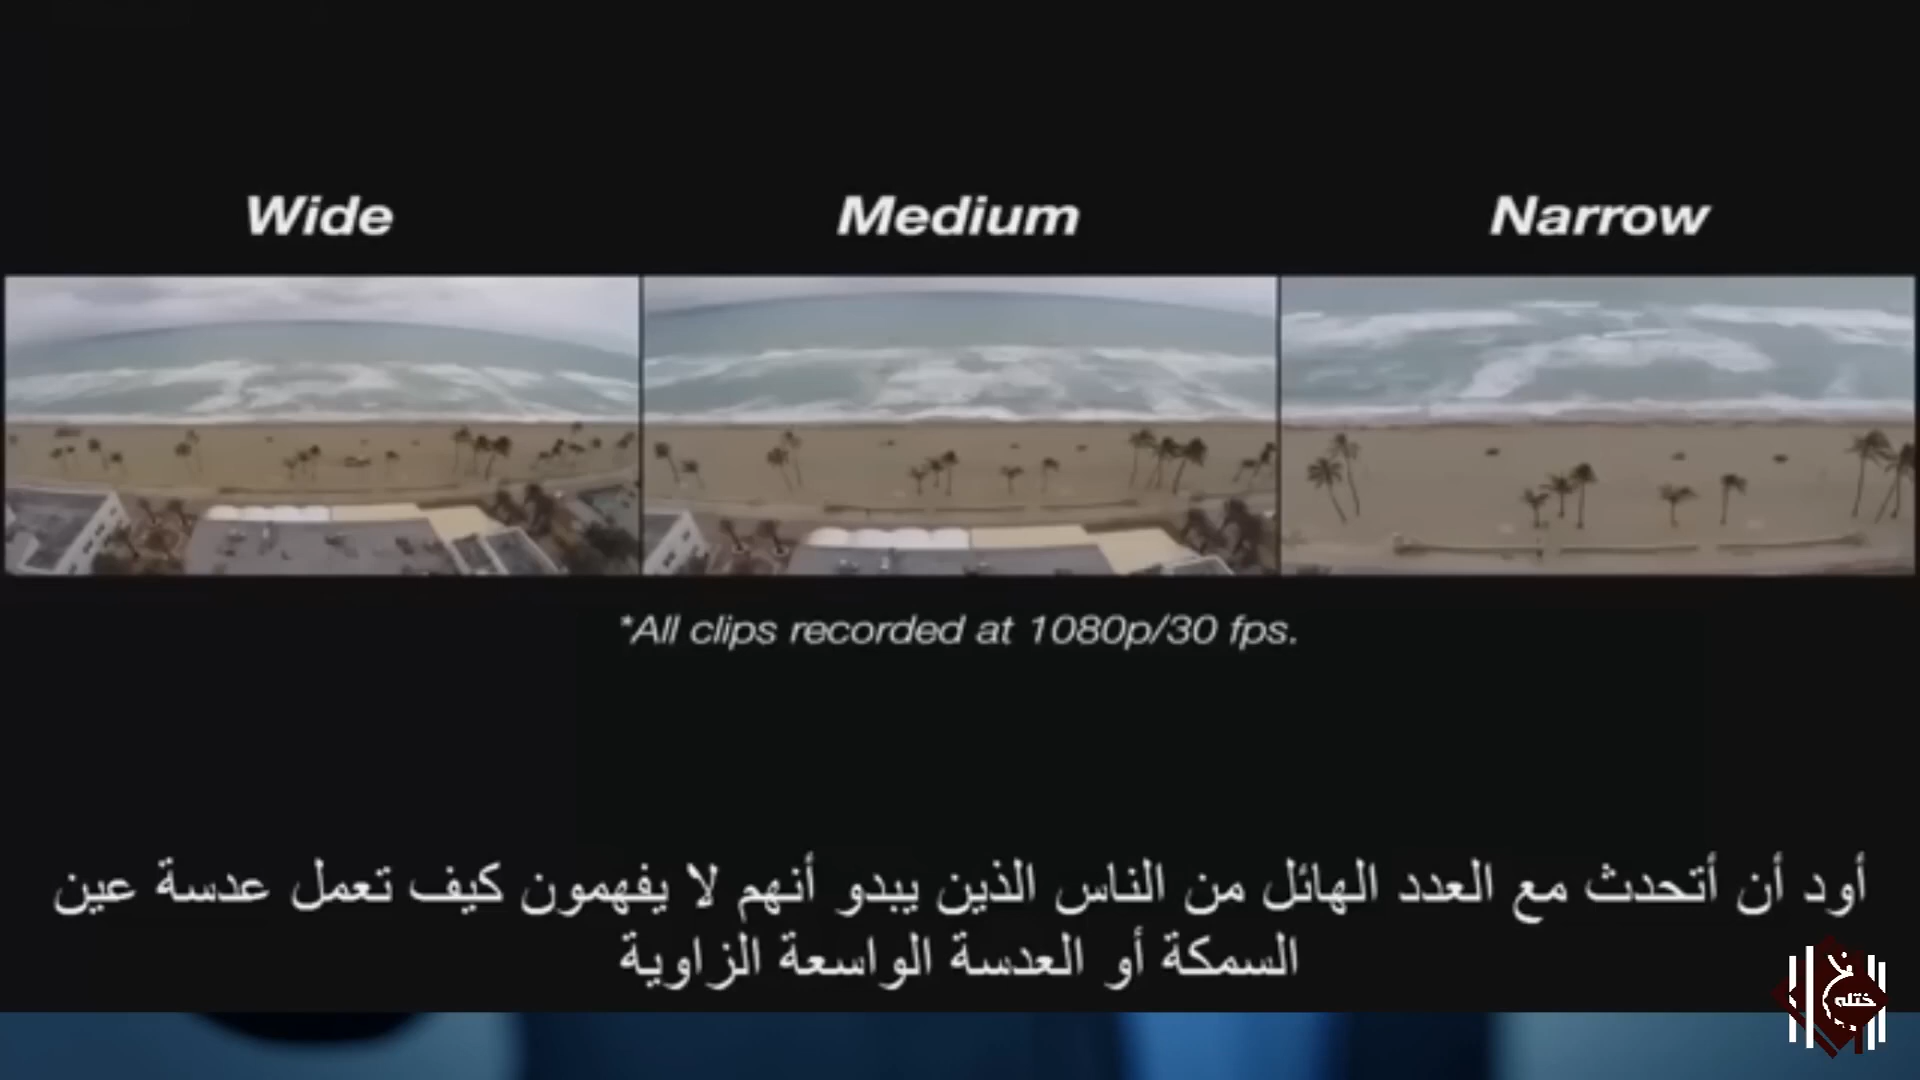 Wide
Medium
Narrow
*All clips recorded at 1080p/30 fps.
أود أن أتحدث مع العدد الهائل من الناس الذين يبدو أنهم لا يفهمون كيف تعمل عدسة عين
السمكة أو العدسة الواسعة الزاوية
ختله